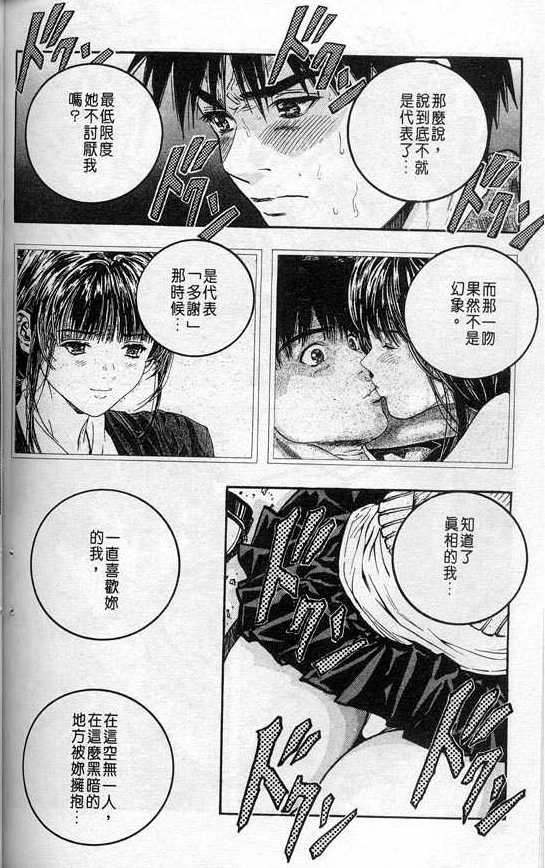 ドクン
ドクン
ドクン
ドクン
那麼說，
說到底不就
是代表了…
最低限度
她不討厭我
嗎？
而那一吻
果然不是
幻象。
是代表
「多謝」
那時候…
知道了
眞相的我…
ドクン
ドクン
ドクン
ドクン
一直喜歡妳
的我，
在這空無一人，
在這麼黑暗的
地方被妳擁抱…